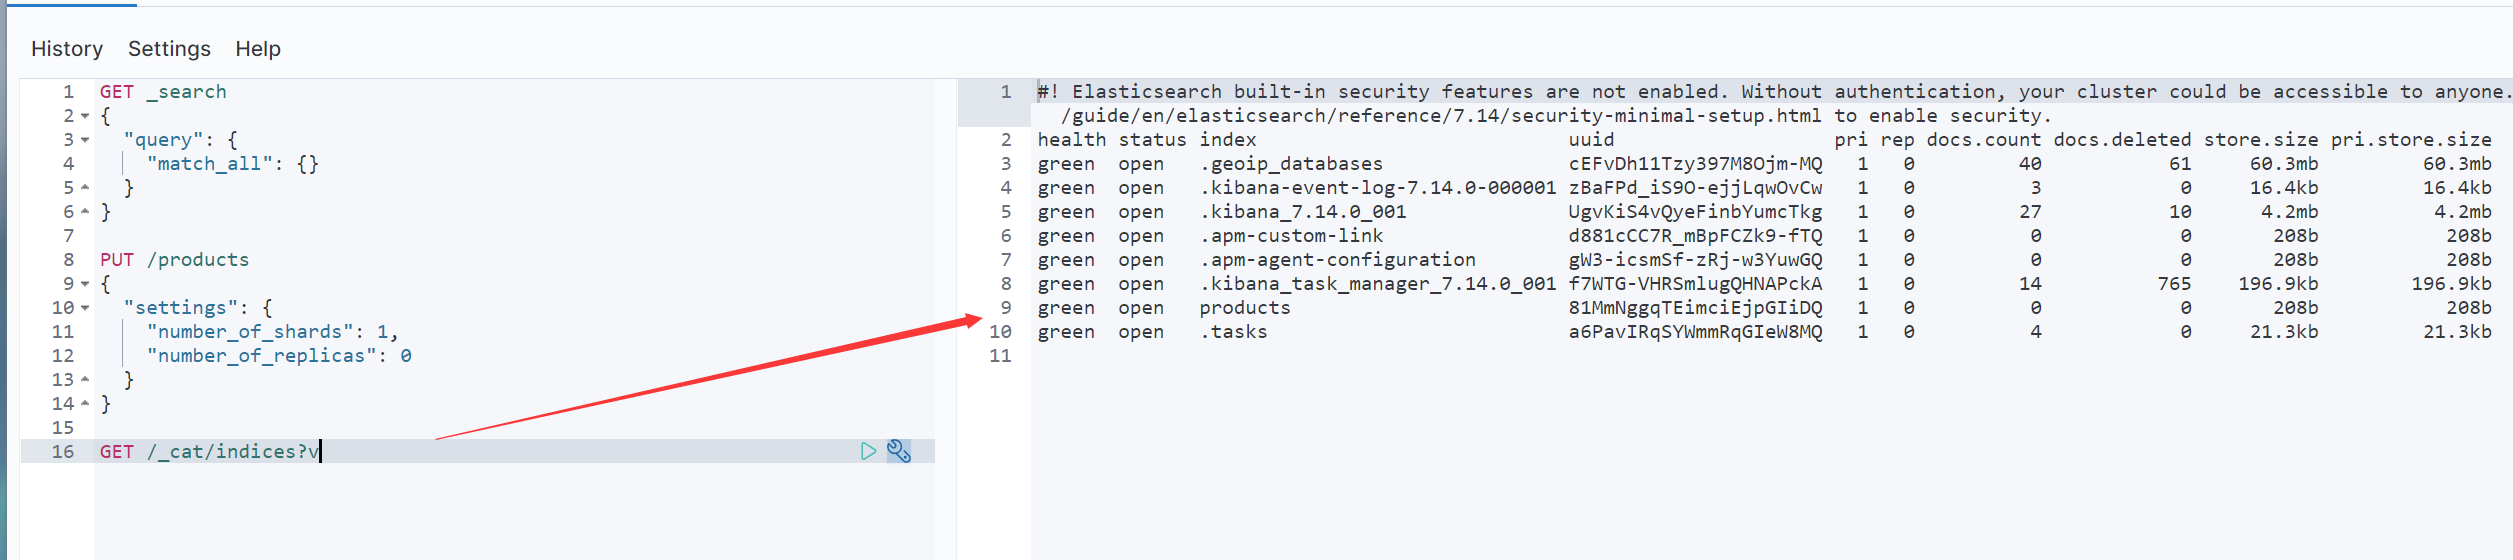 History Settings Help
1 GET _search
2 {
3 "query": {
4 "match_all": {}
5 }
6 }
7
8 PUT /products
9 {
10 "settings": {
11 "number_of_shards": 1,
12 "number_of_replicas": 0
13 }
14 }
15
16 GET /_cat/indices?v
1 #! Elasticsearch built-in security features are not enabled. Without authentication, your cluster could be accessible to anyone.
/guide/en/elasticsearch/reference/7.14/security-minimal-setup.html to enable security.
2 health status index uuid pri rep docs.count docs.deleted store.size pri.store.size
3 green open .geoip_databases cEFvDh11Tzy397M8Ojm-MQ 1 0 40 61 60.3mb 60.3mb
4 green open .kibana-event-log-7.14.0-000001 zBaFPd_iS9O-ejjLqwOvCw 1 0 3 0 16.4kb 16.4kb
5 green open .kibana_7.14.0_001 UgvKiS4vQyeFinbYumcTkg 1 0 27 10 4.2mb 4.2mb
6 green open .apm-custom-link d881cCC7R_mBpFCZk9-fTQ 1 0 0 0 208b 208b
7 green open .apm-agent-configuration gW3-icsmSf-zRj-w3YuwGQ 1 0 0 0 208b 208b
8 green open .kibana_task_manager_7.14.0_001 f7WTG-VHRSmlugQHNAPckA 1 0 14 765 196.9kb 196.9kb
9 green open products 81MmNggqTEimciEjpGIiDQ 1 0 0 0 208b 208b
10 green open .tasks a6PavIRqSYWmmRqGIeW8MQ 1 0 4 0 21.3kb 21.3kb
11